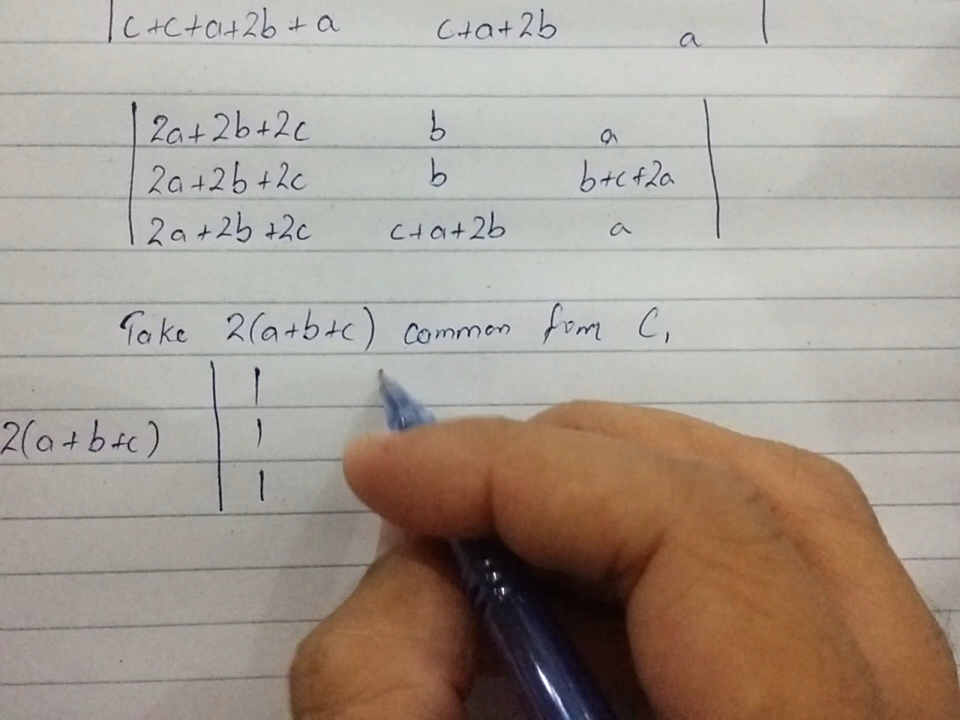 c+c+a+2b+a c+a+2b a
2a+2b+2c b a
2a+2b+2c b b+c+2a
2a+2b+2c c+a+2b a
Take 2(a+b+c) common fom C₁
1
2(a+b+c) 1
1